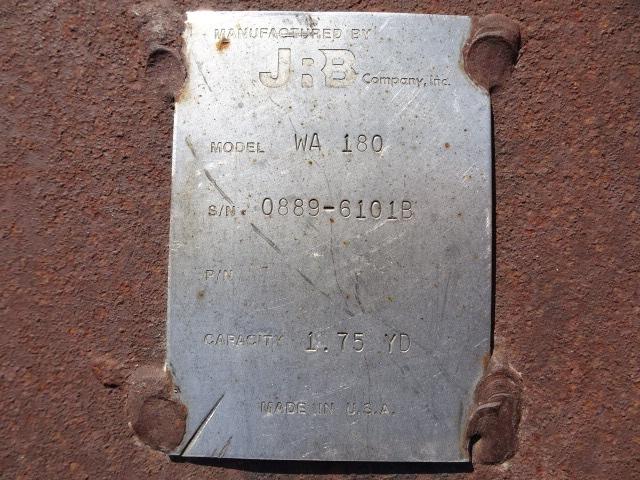 MANUFACTURED BY
JRB Company, Inc.
MODEL WA 180
S/N 0889-6101B
P/N
CAPACITY 1.75 YD
MADE IN U.S.A.